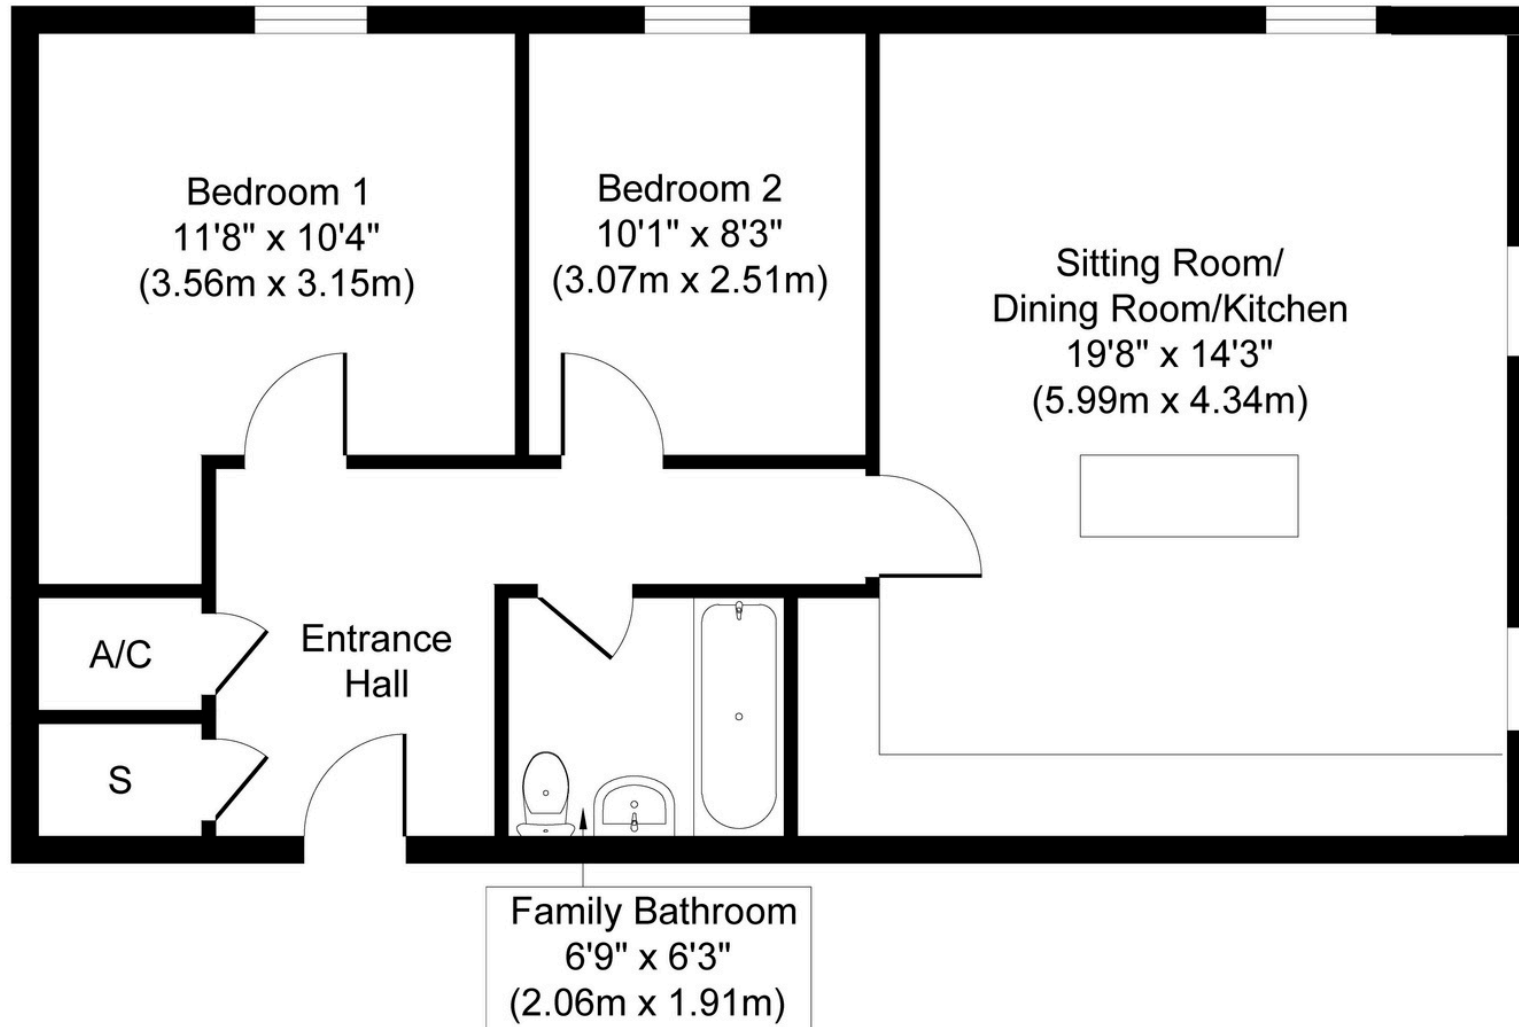 Bedroom 1
11'8" x 10'4"
(3.56m x 3.15m)
Bedroom 2
10'1" x 8'3"
(3.07m x 2.51m)
Sitting Room/
Dining Room/Kitchen
19'8" x 14'3"
(5.99m x 4.34m)
A/C
Entrance
Hall
S
Family Bathroom
6'9" x 6'3"
(2.06m x 1.91m)